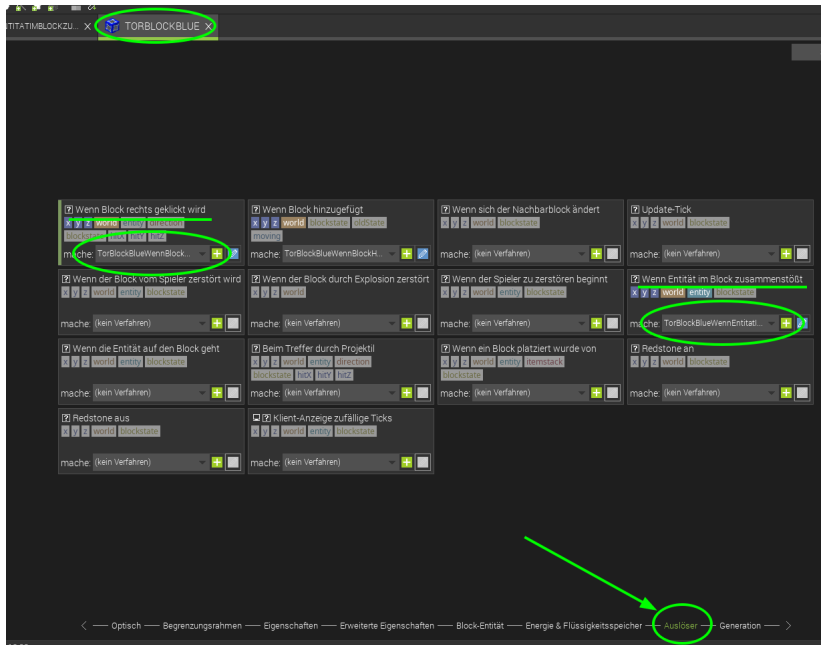 NTITATIMBLOCKZU... X TORBLOCKBLUE X
Wenn Block rechts geklickt wird
x y z world entity direction
blockstate hitX hitY hitZ
mache: TorBlockBlueWennBlock...
Wenn Block hinzugefügt
x y z world blockstate oldState
moving
mache: TorBlockBlueWennBlockH...
Wenn sich der Nachbarblock ändert
x y z world blockstate
mache: (kein Verfahren)
Update-Tick
x y z world blockstate
mache: (kein Verfahren)
Wenn der Block vom Spieler zerstört wird
x y z world entity blockstate
mache: (kein Verfahren)
Wenn der Block durch Explosion zerstört
x y z world
mache: (kein Verfahren)
Wenn der Spieler zu zerstören beginnt
x y z world entity blockstate
mache: (kein Verfahren)
Wenn Entität im Block zusammenstößt
x y z world entity blockstate
mache: TorBlockBlueWennEntitati...
Wenn die Entität auf den Block geht
x y z world entity blockstate
mache: (kein Verfahren)
Beim Treffer durch Projektil
x y z world entity direction
blockstate hitX hitY hitZ
mache: (kein Verfahren)
Wenn ein Block platziert wurde von
x y z world entity itemstack
blockstate
mache: (kein Verfahren)
Redstone an
x y z world blockstate
mache: (kein Verfahren)
Redstone aus
x y z world blockstate
mache: (kein Verfahren)
Klient-Anzeige zufällige Ticks
x y z world entity blockstate
mache: (kein Verfahren)
< — Optisch — Begrenzungsrahmen — Eigenschaften — Erweiterte Eigenschaften — Block-Entität — Energie & Flüssigkeitsspeicher — Auslöser — Generation — >